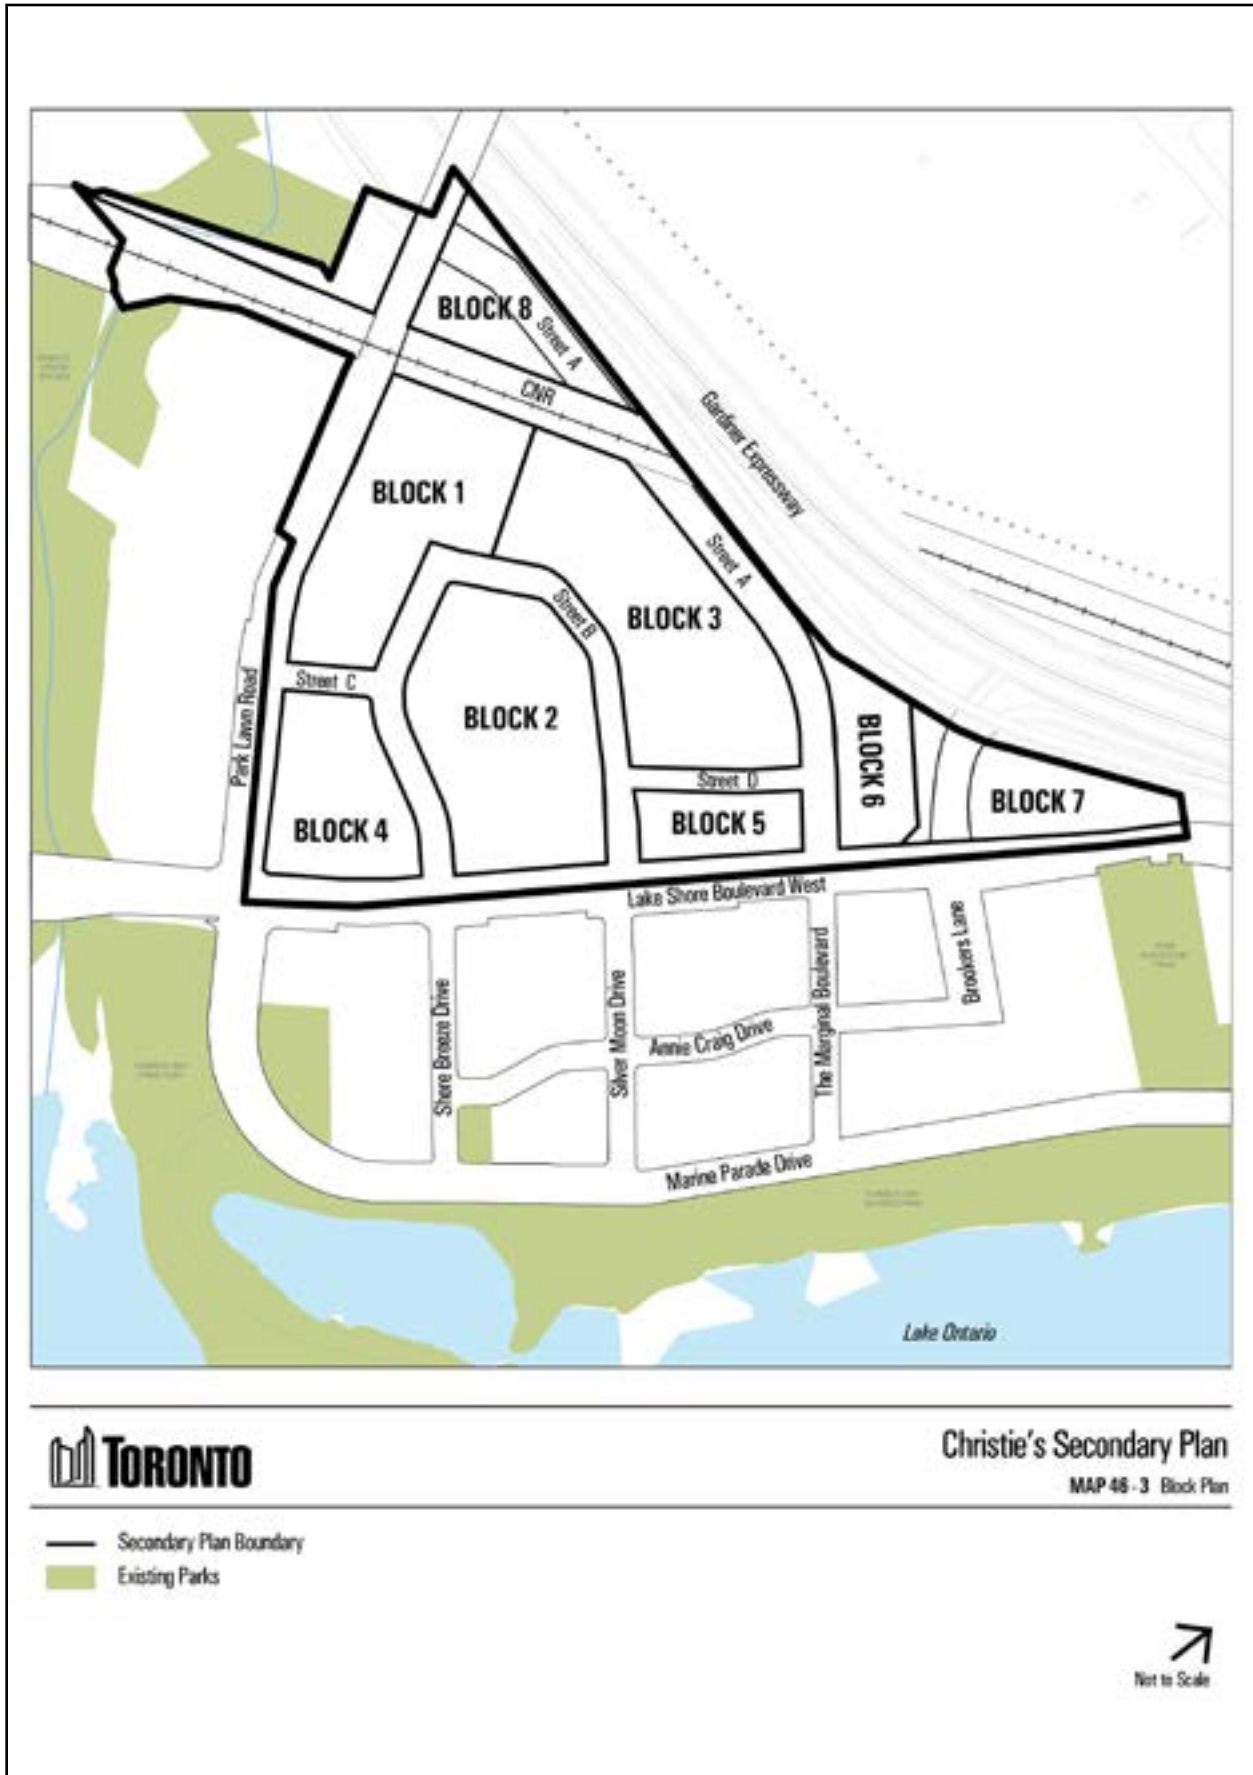 BLOCK 8
Street A
CNR
Gardiner Expressway
BLOCK 1
Street A
Street B
BLOCK 3
Street C
Park Lawn Road
BLOCK 2
BLOCK 6
Street D
BLOCK 7
BLOCK 4
BLOCK 5
Lake Shore Boulevard West
Brookers Lane
Shore Breeze Drive
Silver Moon Drive
The Marginal Boulevard
Annie Craig Drive
Marine Parade Drive
Lake Ontario
TORONTO
Christie's Secondary Plan
MAP 46 - 3 Block Plan
Secondary Plan Boundary
Existing Parks
Not to Scale